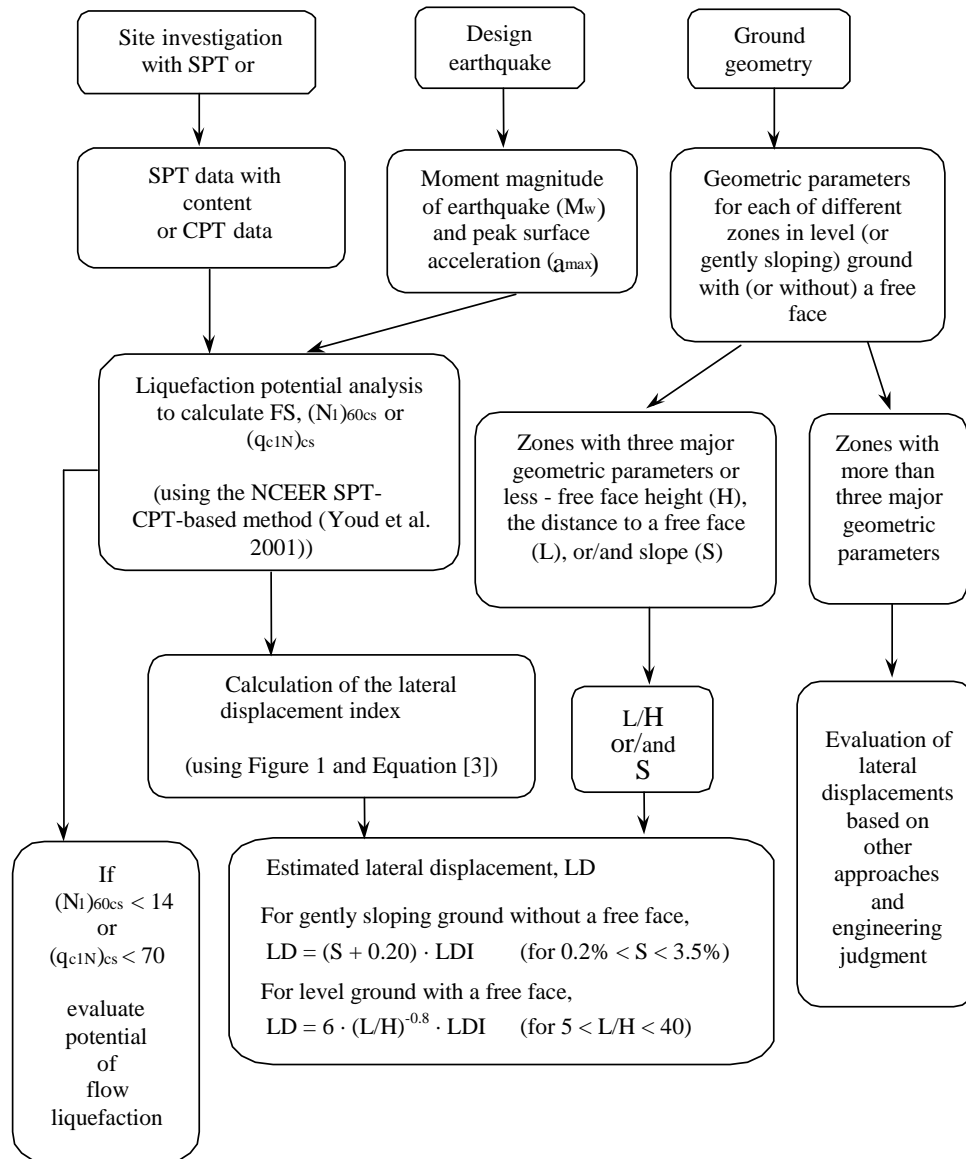 Site investigation
with SPT or
Design
earthquake
Ground
geometry
SPT data with
content
or CPT data
Moment magnitude
of earthquake (Mw)
and peak surface
acceleration (amax)
Geometric parameters
for each of different
zones in level (or
gently sloping) ground
with (or without) a free
face
Liquefaction potential analysis
to calculate FS, (N1)60cs or
(qc1N)cs
(using the NCEER SPT-
CPT-based method (Youd et al.
2001))
Zones with three major
geometric parameters or
less - free face height (H),
the distance to a free face
(L), or/and slope (S)
Zones with
more than
three major
geometric
parameters
Calculation of the lateral
displacement index
(using Figure 1 and Equation [3])
L/H
or/and
S
Evaluation of
lateral
displacements
based on
other
approaches
and
engineering
judgment
If
(N1)60cs < 14
or
(qc1N)cs < 70
evaluate
potential
of
flow
liquefaction
Estimated lateral displacement, LD
For gently sloping ground without a free face,
LD = (S + 0.20) · LDI (for 0.2% < S < 3.5%)
For level ground with a free face,
LD = 6 · (L/H)^-0.8 · LDI (for 5 < L/H < 40)